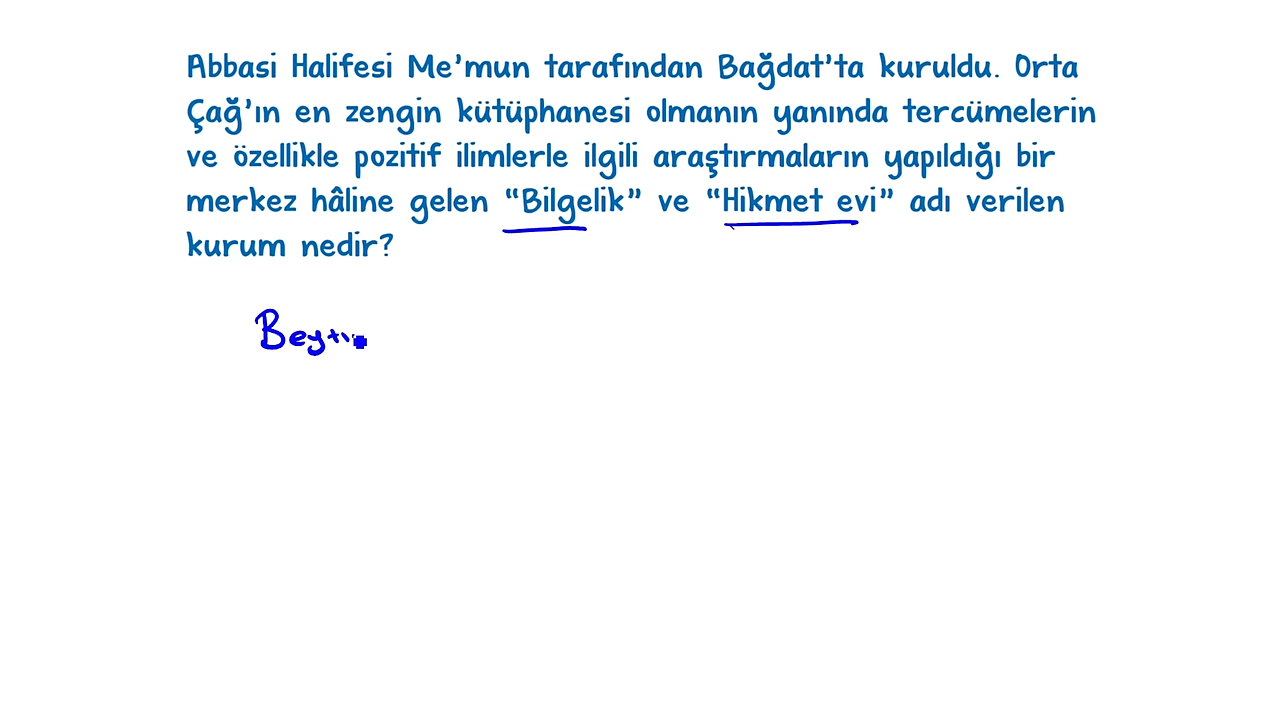 Abbasi Halifesi Me'mun tarafından Bağdat'ta kuruldu. Orta
Çağ'ın en zengin kütüphanesi olmanın yanında tercümelerin
ve özellikle pozitif ilimlerle ilgili araştırmaların yapıldığı bir
merkez hâline gelen “Bilgelik” ve “Hikmet evi” adı verilen
kurum nedir?